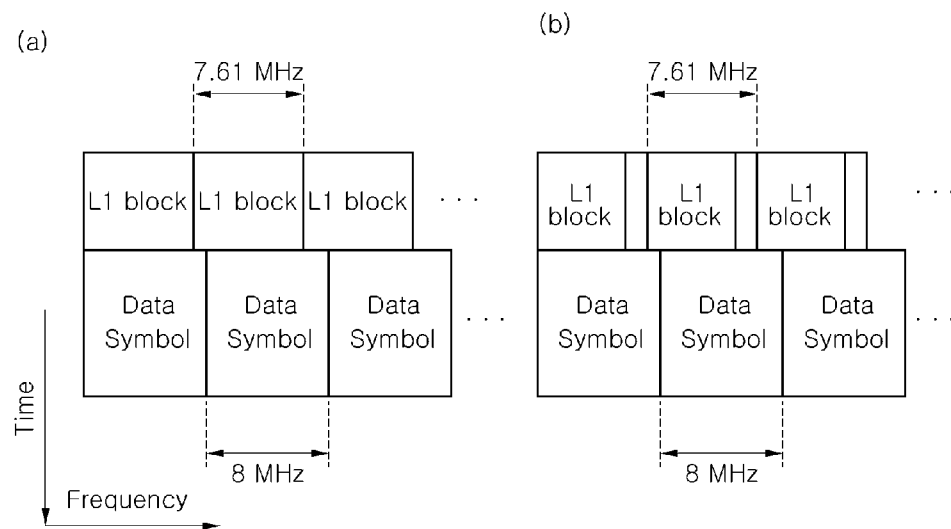 (a)
7.61 MHz
L1 block L1 block L1 block . . .
Data Symbol
Data Symbol
Data Symbol
. . .
8 MHz
Time
Frequency
(b)
7.61 MHz
L1 block
L1 block
L1 block
. . .
Data Symbol
Data Symbol
Data Symbol
. . .
8 MHz